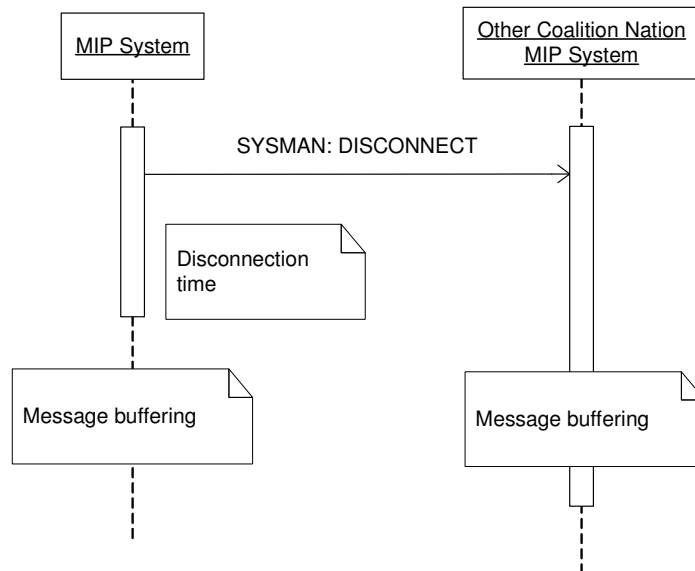 MIP System
Other Coalition Nation
MIP System
SYSMAN: DISCONNECT
Disconnection
time
Message buffering
Message buffering